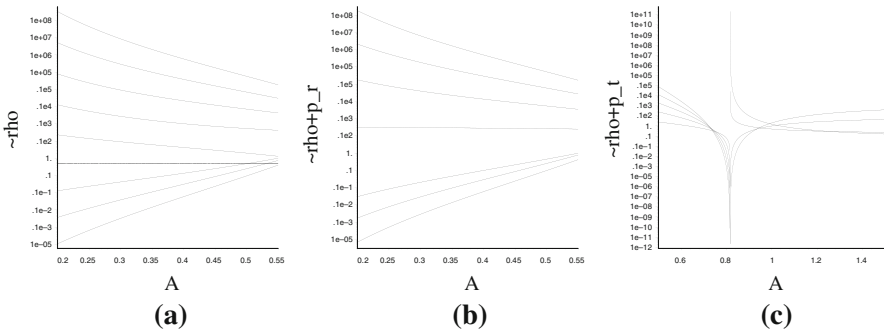 ~rho
1e+08
1e+07
1e+06
1e+05
.1e5
.1e4
.1e3
.1e2
1.
.1
.1e−1
.1e−2
.1e−3
1e−05
0.2 0.25 0.3 0.35 0.4 0.45 0.5 0.55
A
(a)
~rho+p_r
1e+08
1e+07
1e+06
1e+05
.1e5
.1e4
.1e3
.1e2
1.
.1
.1e−1
.1e−2
.1e−3
1e−05
0.2 0.25 0.3 0.35 0.4 0.45 0.5 0.55
A
(b)
~rho+p_t
1e+11
1e+10
1e+09
1e+08
1e+07
1e+06
1e+05
.1e5
.1e4
.1e3
.1e2
1.
.1
.1e−1
.1e−2
.1e−3
1e−05
1e−06
1e−07
1e−08
1e−09
1e−10
1e−11
1e−12
0.6 0.8 1 1.2 1.4
A
(c)